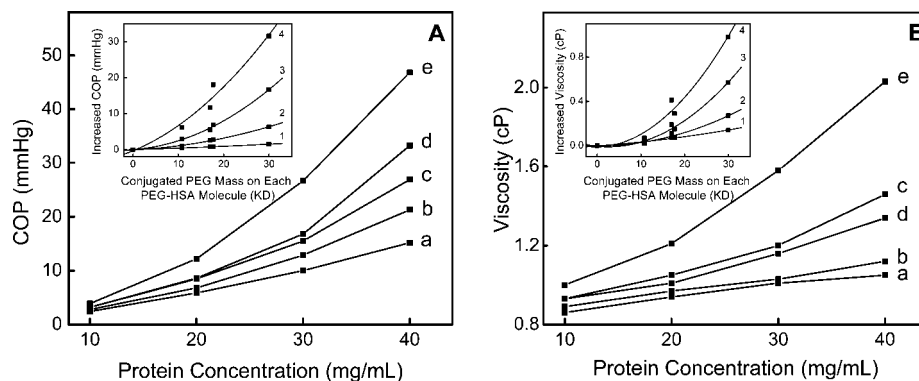 A
COP (mmHg)
50
40
30
20
10
0
10
20
30
40
Protein Concentration (mg/mL)
e
d
c
b
a
Increased COP (mmHg)
30
20
10
0
0
10
20
30
4
3
2
1
Conjugated PEG Mass on Each
PEG-HSA Molecule (KD)
Viscosity (cP)
2.0
1.6
1.2
0.8
10
20
30
40
Protein Concentration (mg/mL)
e
c
d
b
a
Increased Viscosity (cP)
0.8
0.4
0.0
0
10
20
30
4
3
2
1
Conjugated PEG Mass on Each
PEG-HSA Molecule (KD)